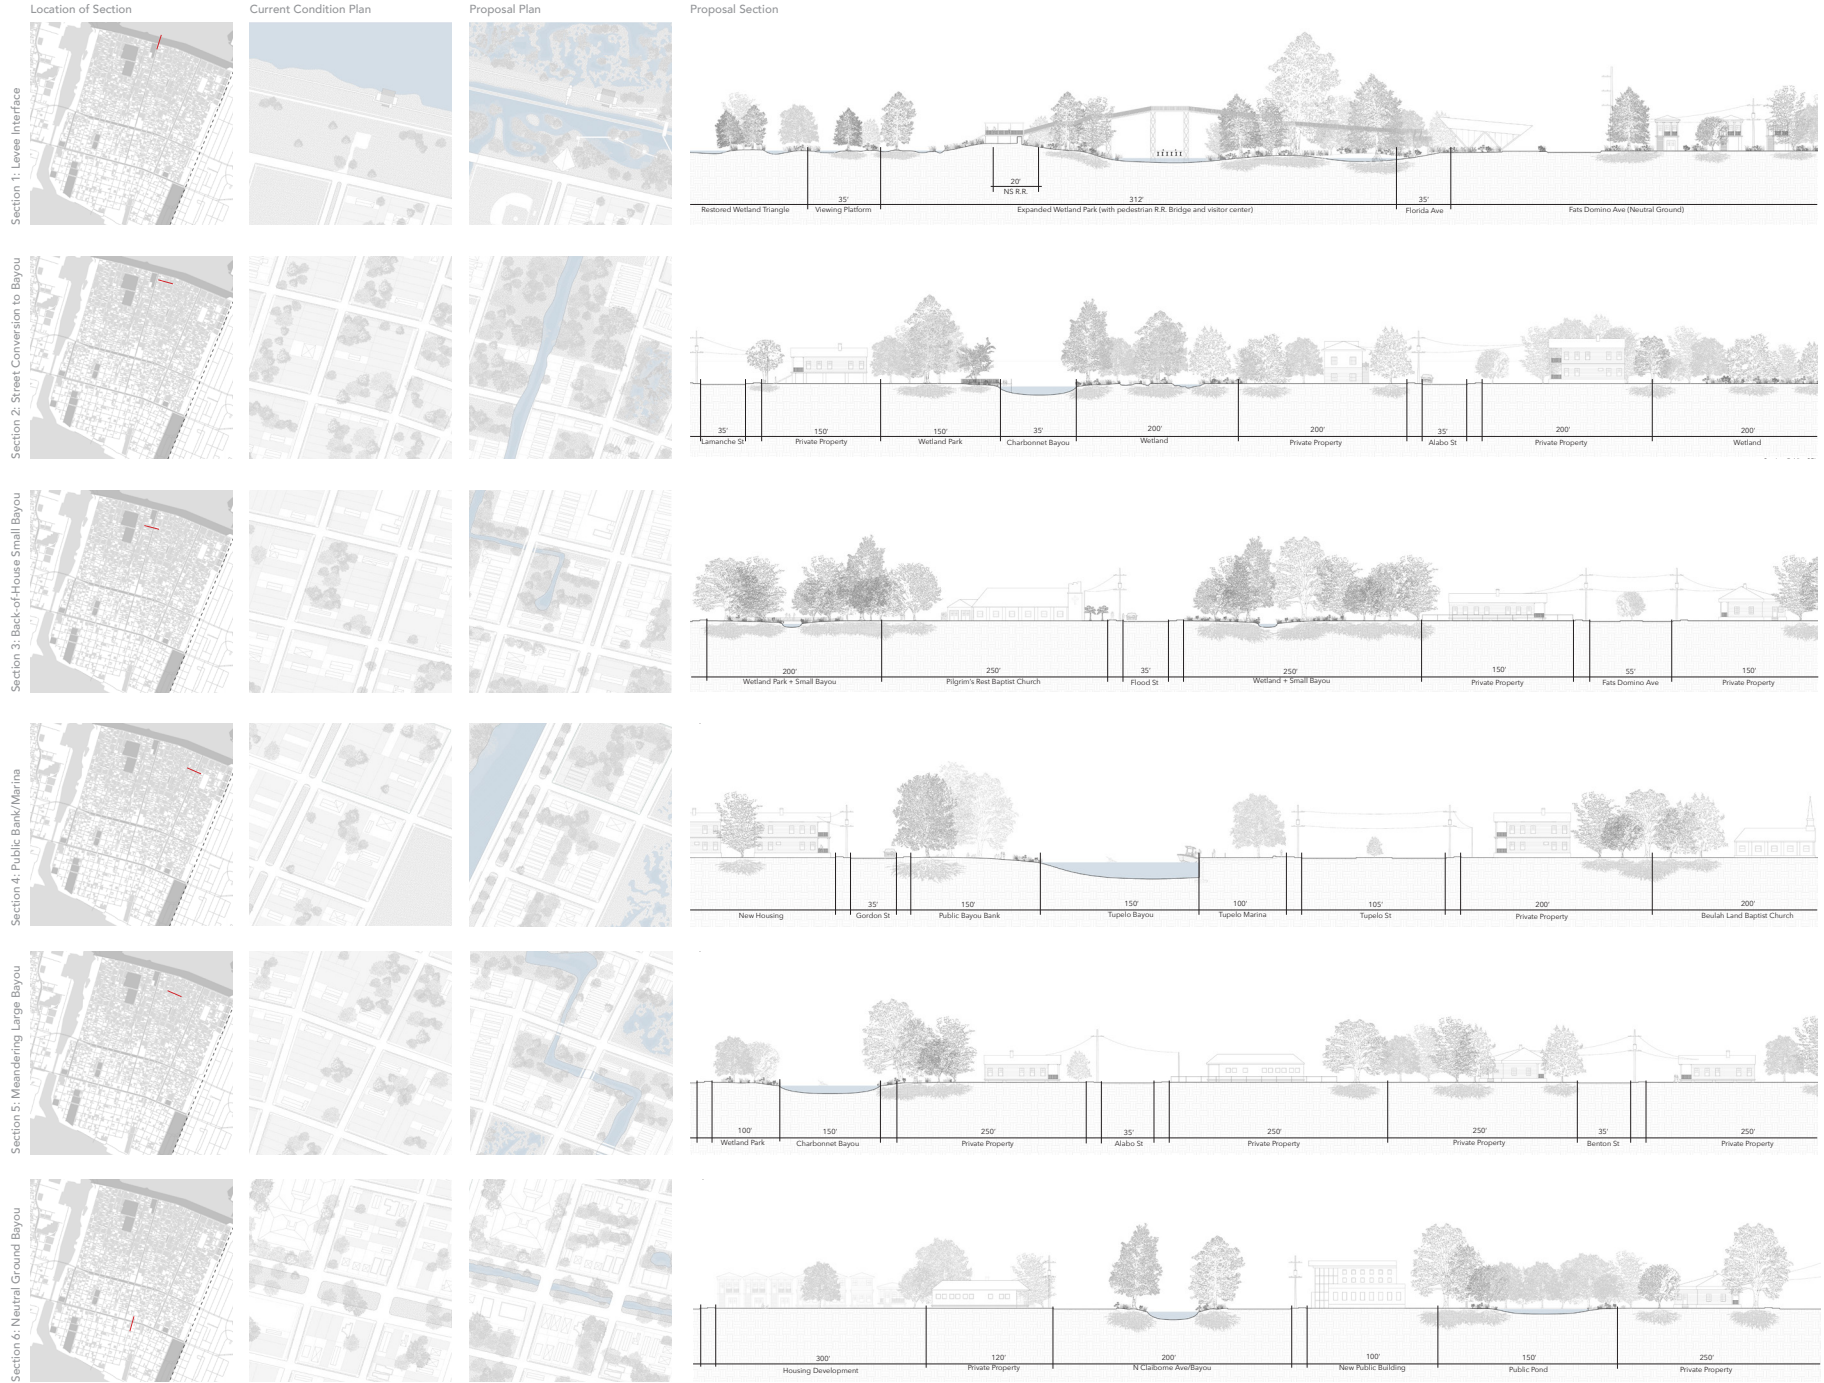 Location of Section
Current Condition Plan
Proposal Plan
Proposal Section
Section 1: Levee Interface
20'
NS R.R.
35'
312'
35'
Restored Wetland Triangle
Viewing Platform
Expanded Wetland Park (with pedestrian R.R. Bridge and visitor center)
Florida Ave
Fats Domino Ave (Neutral Ground)
Section 2: Street Conversion to Bayou
35'
150'
150'
35'
200'
200'
35'
200'
200'
Lamanche St
Private Property
Wetland Park
Charbonnet Bayou
Wetland
Private Property
Alabo St
Private Property
Wetland
Section 3: Back-of-House Small Bayou
200'
250'
35'
250'
150'
55'
150'
Wetland Park + Small Bayou
Pilgrim's Rest Baptist Church
Flood St
Wetland + Small Bayou
Private Property
Fats Domino Ave
Private Property
Section 4: Public Bank/Marina
35'
150'
150'
100'
105'
200'
200'
New Housing
Gordon St
Public Bayou Bank
Tupelo Bayou
Tupelo Marina
Tupelo St
Private Property
Beulah Land Baptist Church
Section 5: Meandering Large Bayou
100'
150'
250'
35'
250'
250'
35'
250'
Wetland Park
Charbonnet Bayou
Private Property
Alabo St
Private Property
Private Property
Benton St
Private Property
Section 6: Neutral Ground Bayou
300'
120'
200'
100'
150'
250'
Housing Development
Private Property
N Claiborne Ave/Bayou
New Public Building
Public Pond
Private Property